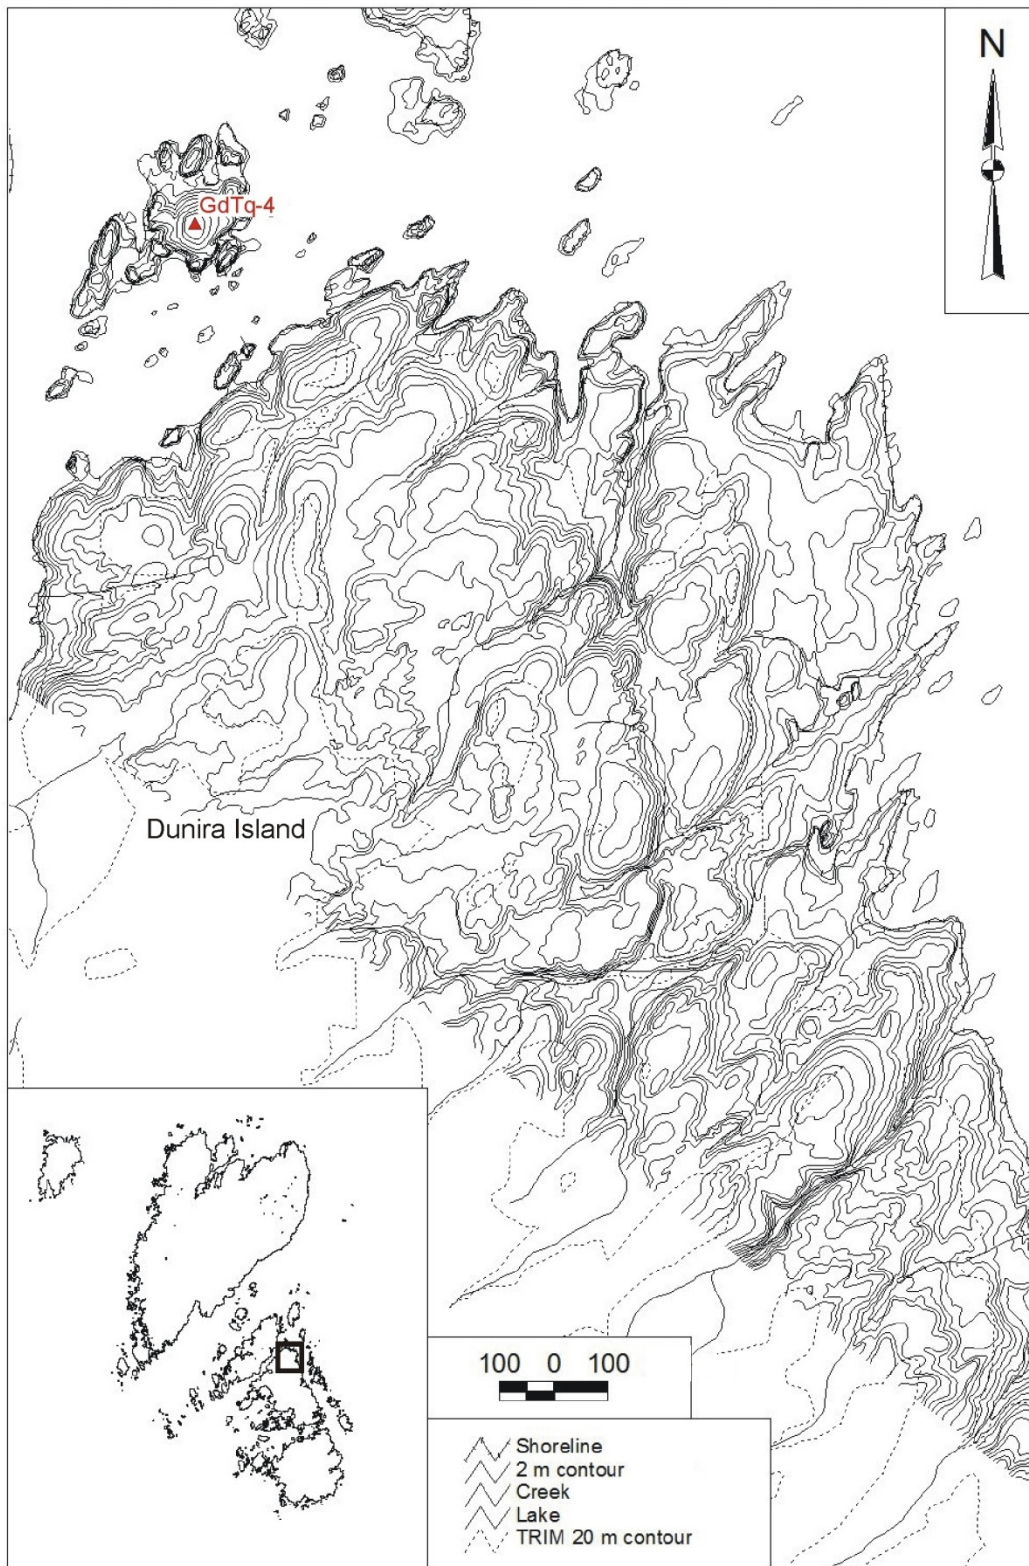 N
GdTq-4
Dunira Island
100 0 100
Shoreline
2 m contour
Creek
Lake
TRIM 20 m contour